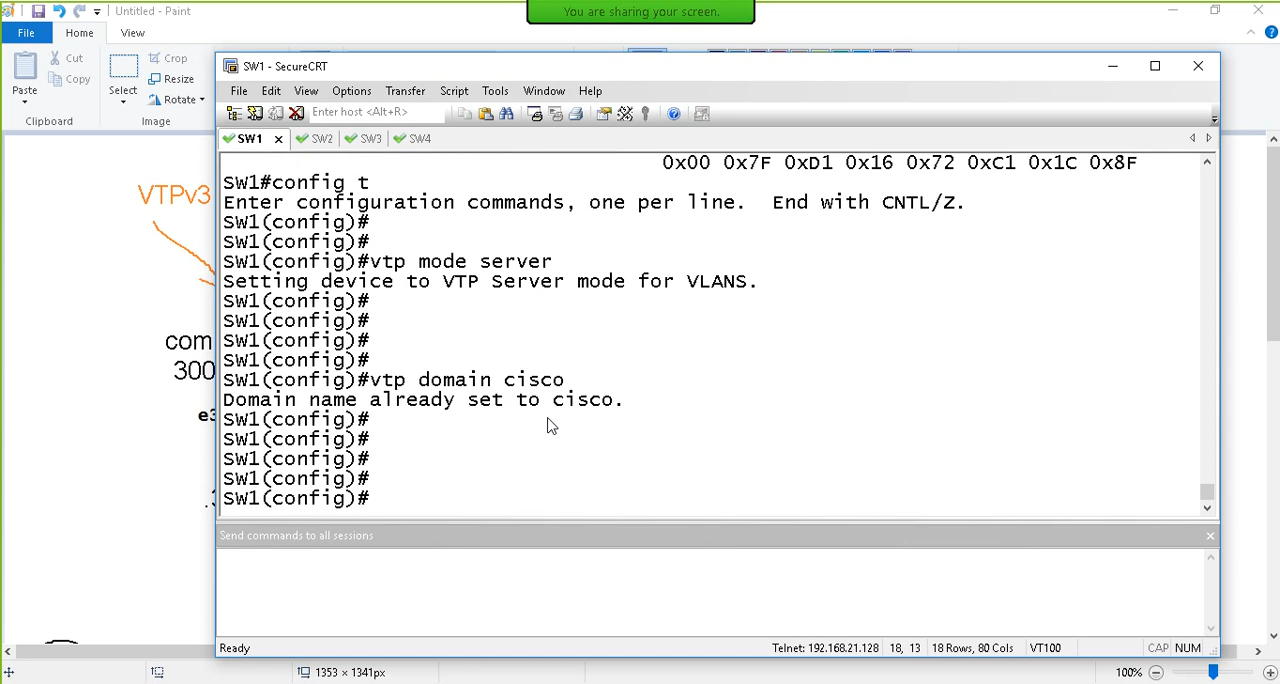 Untitled - Paint
You are sharing your screen.
File Home View
Paste
Cut
Copy
Clipboard
Select
Crop
Resize
Rotate
Image
VTPv3
com
300
SW1 - SecureCRT
File Edit View Options Transfer Script Tools Window Help
Enter host <Alt+R>
SW1 SW2 SW3 SW4
0x00 0x7F 0xD1 0x16 0x72 0xC1 0x1C 0x8F
SW1#config t
Enter configuration commands, one per line. End with CNTL/Z.
SW1(config)#
SW1(config)#
SW1(config)#vtp mode server
Setting device to VTP Server mode for VLANS.
SW1(config)#
SW1(config)#
SW1(config)#
SW1(config)#
SW1(config)#vtp domain cisco
Domain name already set to cisco.
SW1(config)#
SW1(config)#
SW1(config)#
SW1(config)#
SW1(config)#
Send commands to all sessions
Ready Telnet: 192.168.21.128 18, 13 18 Rows, 80 Cols VT100 CAP NUM
1353 × 1341px 100%